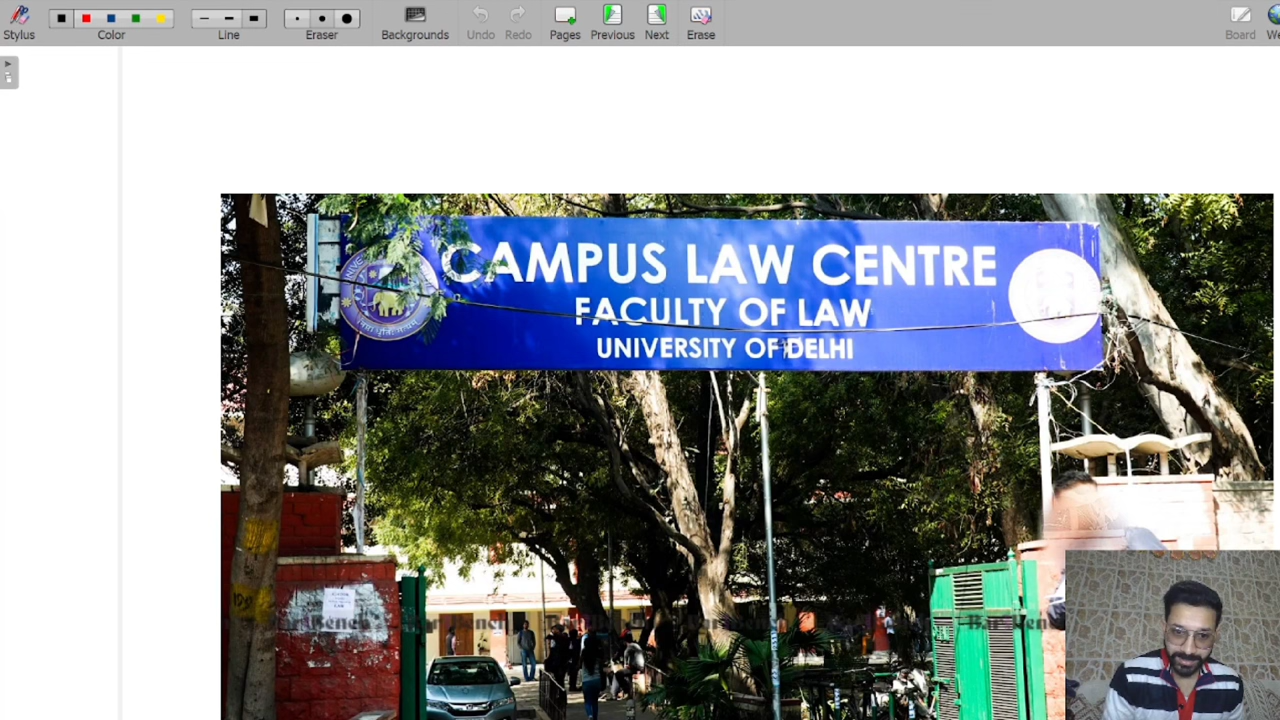 Stylus
Color
Line
Eraser
Backgrounds
Undo
Redo
Pages
Previous
Next
Erase
Board
We
CAMPUS LAW CENTRE
FACULTY OF LAW
UNIVERSITY OF DELHI